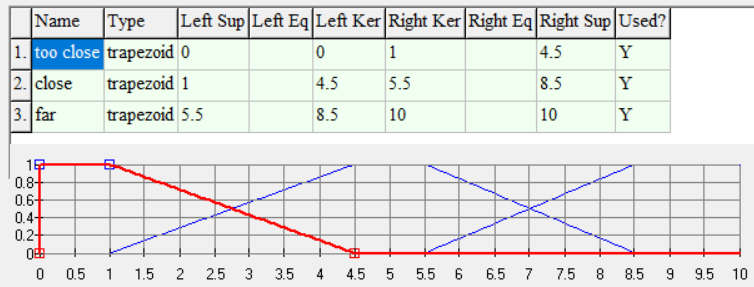 Name Type Left Sup Left Eq Left Ker Right Ker Right Eq Right Sup Used?
1. too close trapezoid 0 0 1 4.5 Y
2. close trapezoid 1 4.5 5.5 8.5 Y
3. far trapezoid 5.5 8.5 10 10 Y
1
0.8
0.6
0.4
0.2
0
0 0.5 1 1.5 2 2.5 3 3.5 4 4.5 5 5.5 6 6.5 7 7.5 8 8.5 9 9.5 10